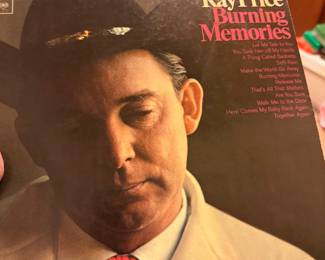 Ray Price
Burning
Memories
Let Me Talk to You
You Took Her off My Hands
A Thing Called Sadness
Soft Rain
Make the World Go Away
Burning Memories
Release Me
That's All That Matters
Are You Sure
Walk Me to the Door
Here Comes My Baby Back Again
Together Again